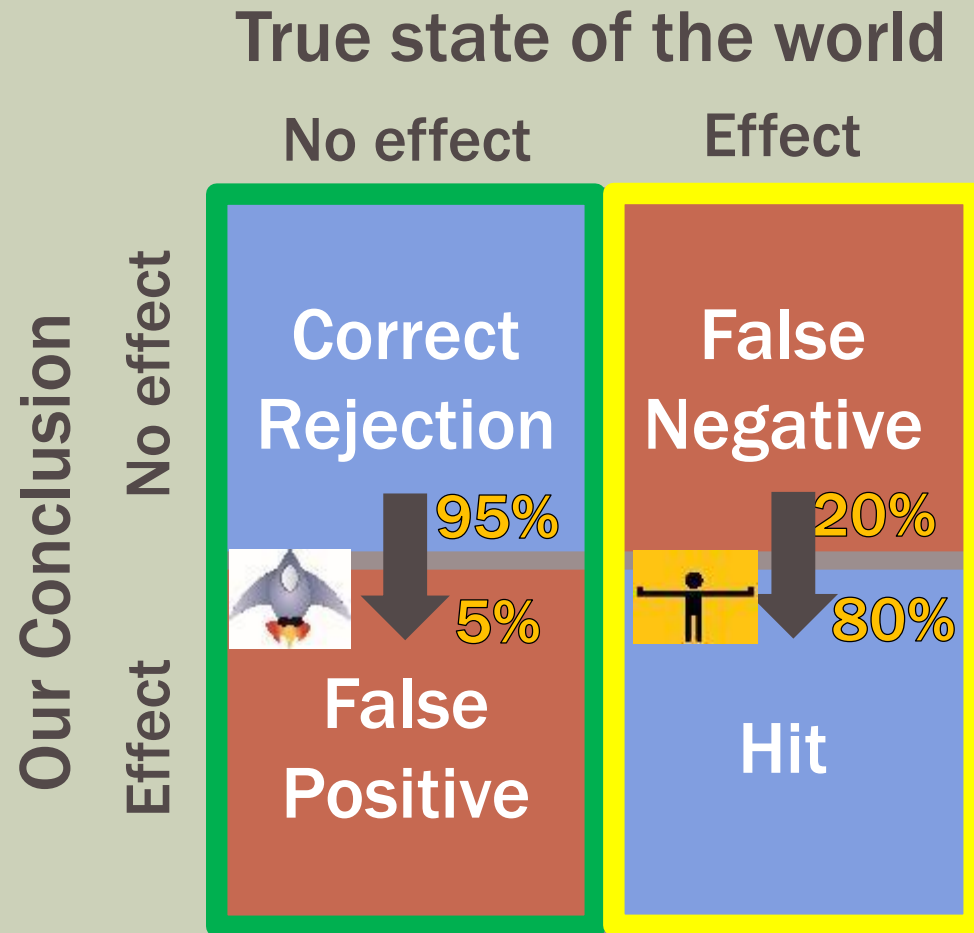 True state of the world
No effect
Effect
Our Conclusion
No effect
Effect
Correct
Rejection
95%
5%
False
Positive
False
Negative
20%
80%
Hit